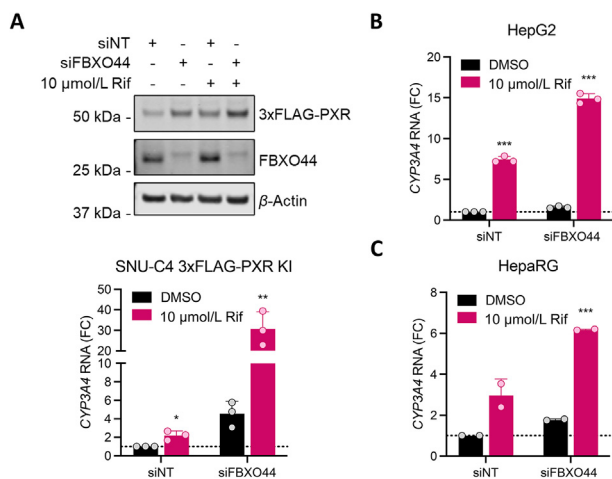 A
siNT + - + -
siFBXO44 - + - +
10 µmol/L Rif - - + +
50 kDa - 3xFLAG-PXR
25 kDa - FBXO44
37 kDa - β-Actin
SNU-C4 3xFLAG-PXR KI
CYP3A4 RNA (FC)
DMSO
10 µmol/L Rif
50
40
30
20
10
6
4
2
0
*
**
siNT siFBXO44
B
HepG2
CYP3A4 RNA (FC)
DMSO
10 µmol/L Rif
20
15
10
5
0
***
***
siNT siFBXO44
C
HepaRG
CYP3A4 RNA (FC)
DMSO
10 µmol/L Rif
8
6
4
2
0
***
siNT siFBXO44